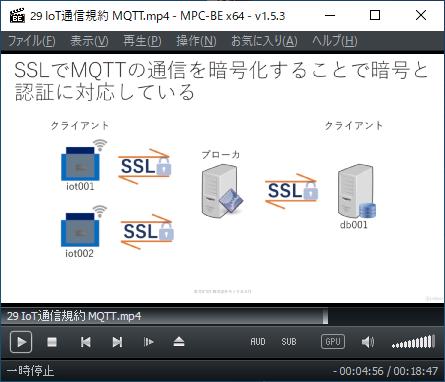 29 IoT通信規約 MQTT.mp4 - MPC-BE x64 - v1.5.3
ファイル(F) 表示(V) 再生(P) 操作(N) お気に入り(A) ヘルプ(H)
SSLでMQTTの通信を暗号化することで暗号と
認証に対応している
クライアント クライアント
ブローカ
SSL
iot001
SSL
db001
SSL
iot002
29 IoT通信規約 MQTT.mp4
AUD SUB GPU
一時停止 - 00:04:56 / 00:18:47